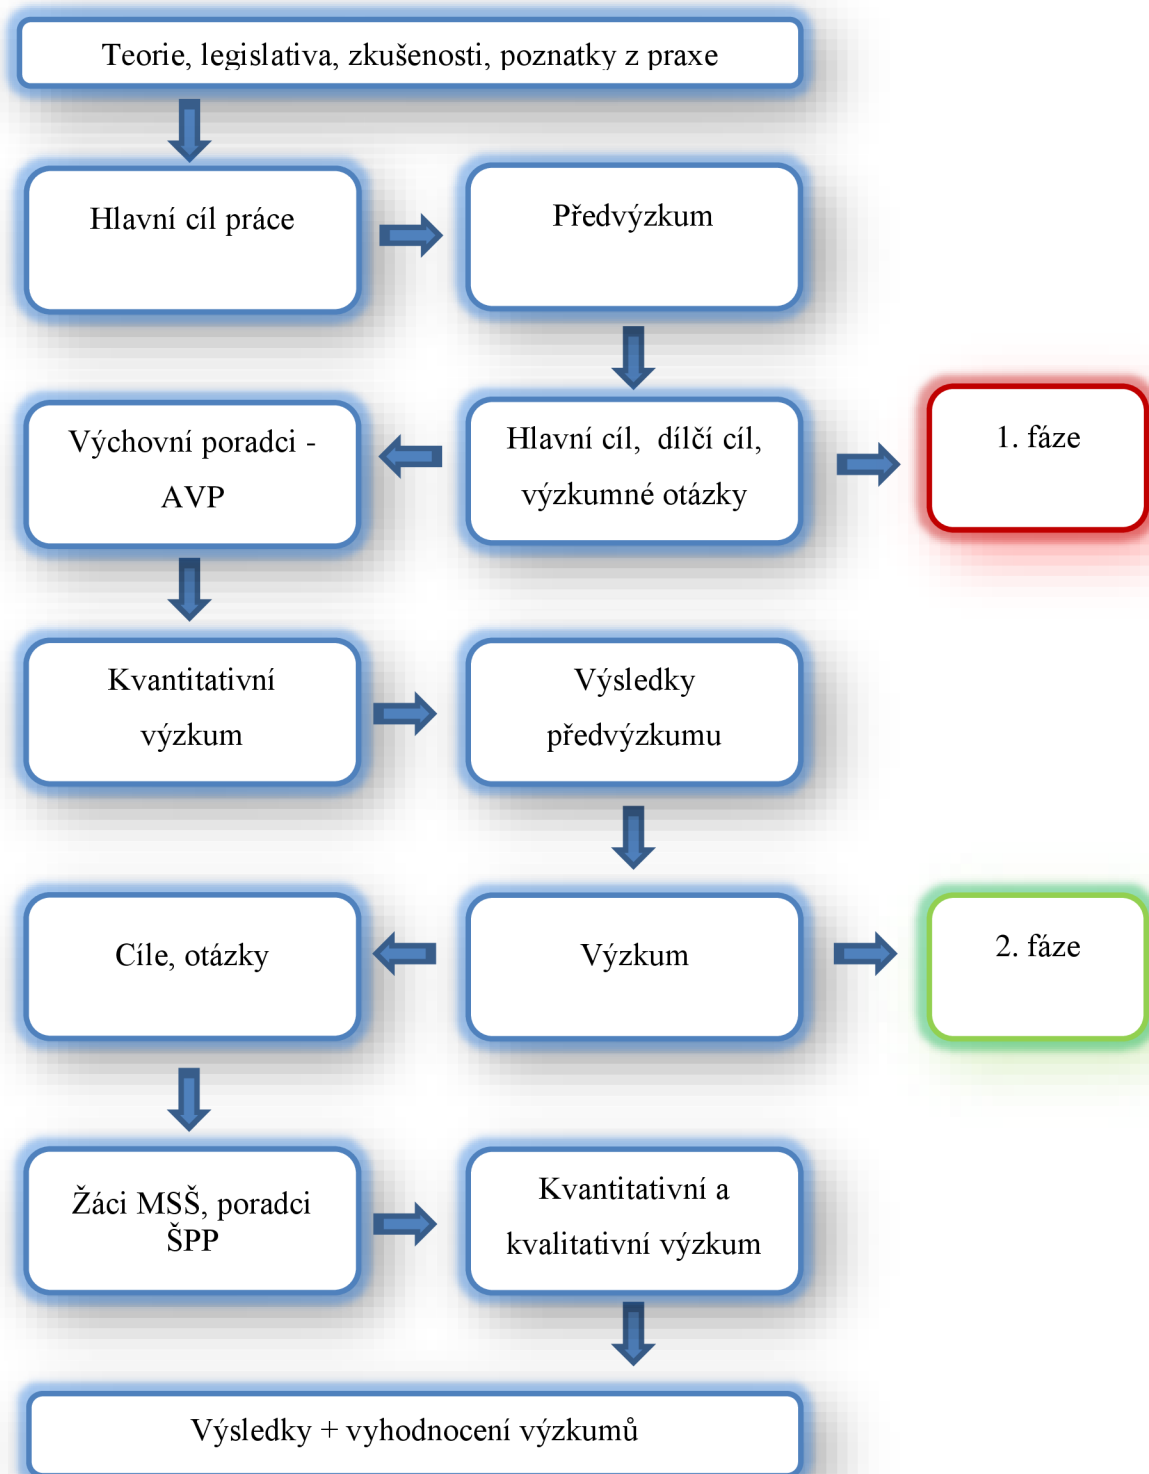 Teorie, legislativa, zkušenosti, poznatky z praxe
Hlavní cíl práce
Předvýzkum
Výchovní poradci -
AVP
Hlavní cíl, dílčí cíl,
výzkumné otázky
1. fáze
Kvantitativní
výzkum
Výsledky
předvýzkumu
Cíle, otázky
Výzkum
2. fáze
Žáci MSŠ, poradci
ŠPP
Kvantitativní a
kvalitativní výzkum
Výsledky + vyhodnocení výzkumů